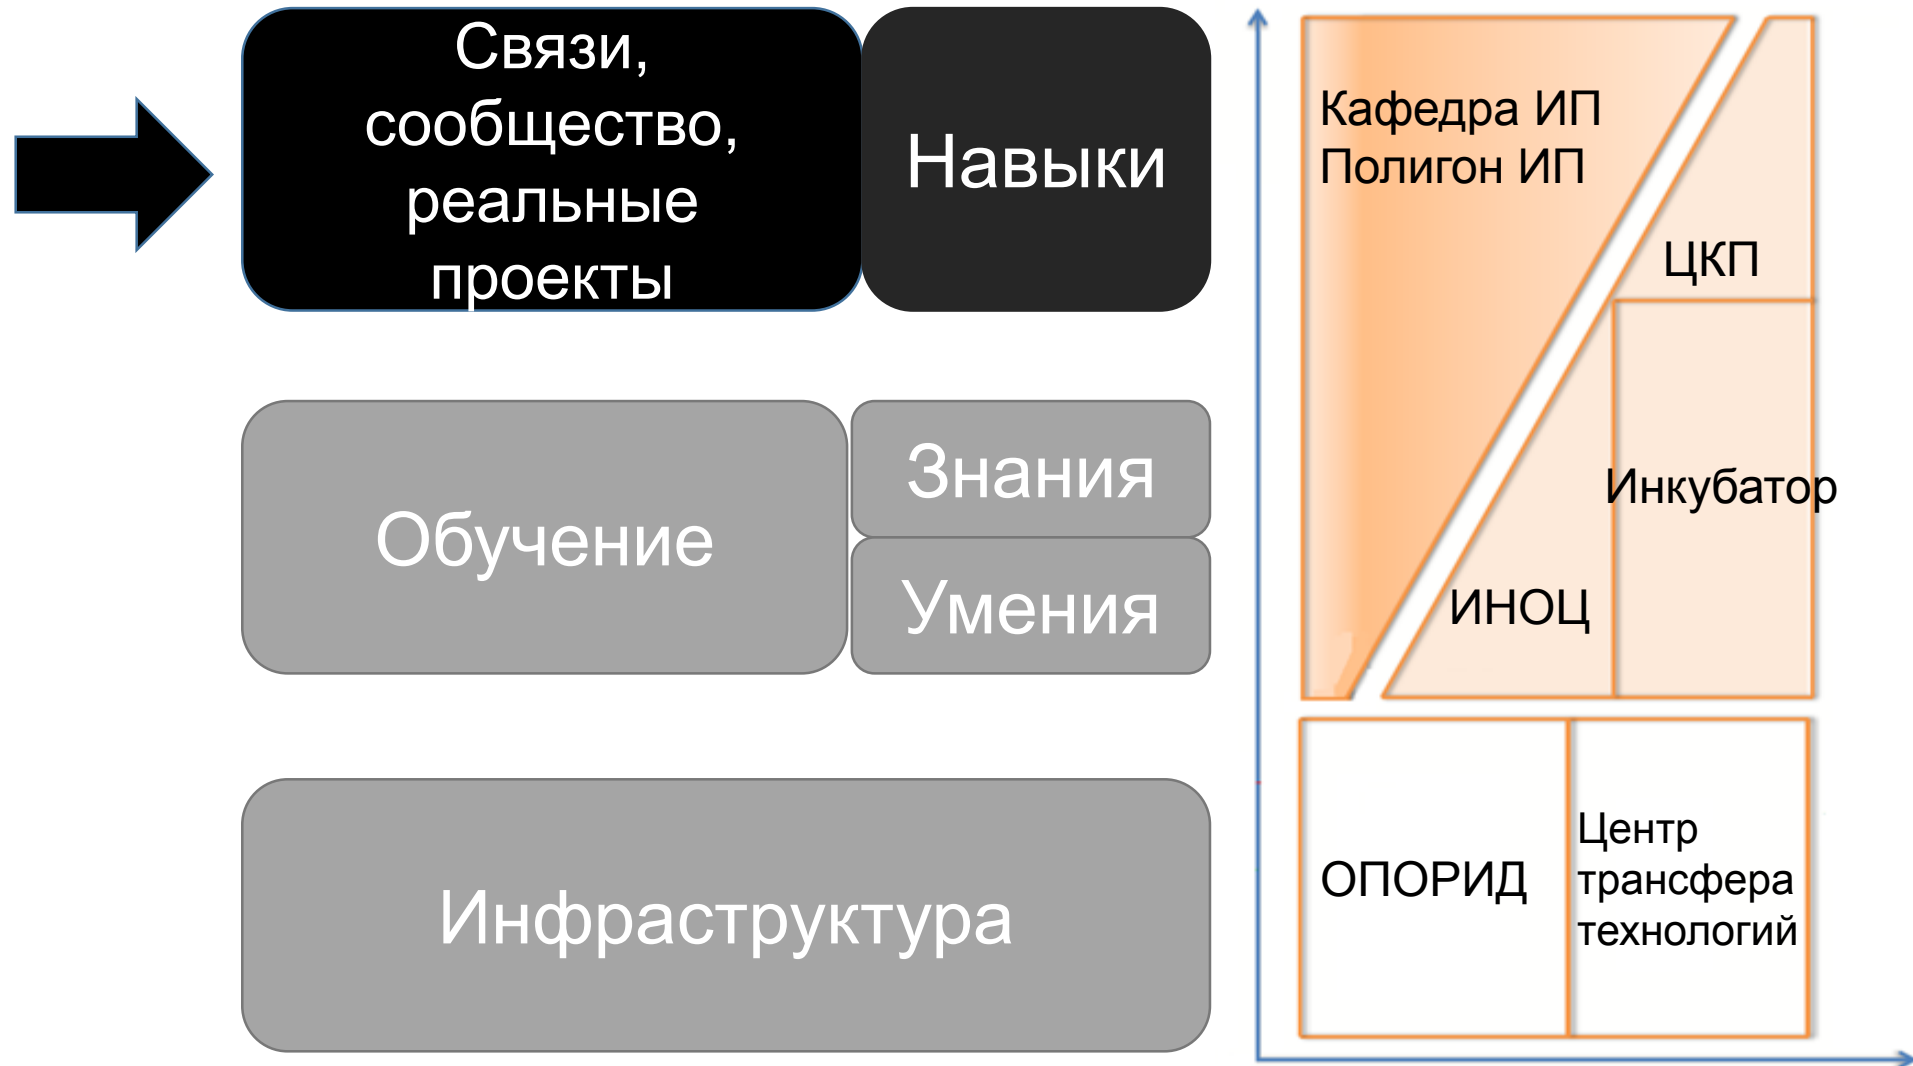 Связи,
сообщество,
реальные
проекты
Навыки
Обучение
Знания
Умения
Инфраструктура
Кафедра ИП
Полигон ИП
ЦКП
Инкубатор
ИНОЦ
ОПОРИД
Центр
трансфера
технологий